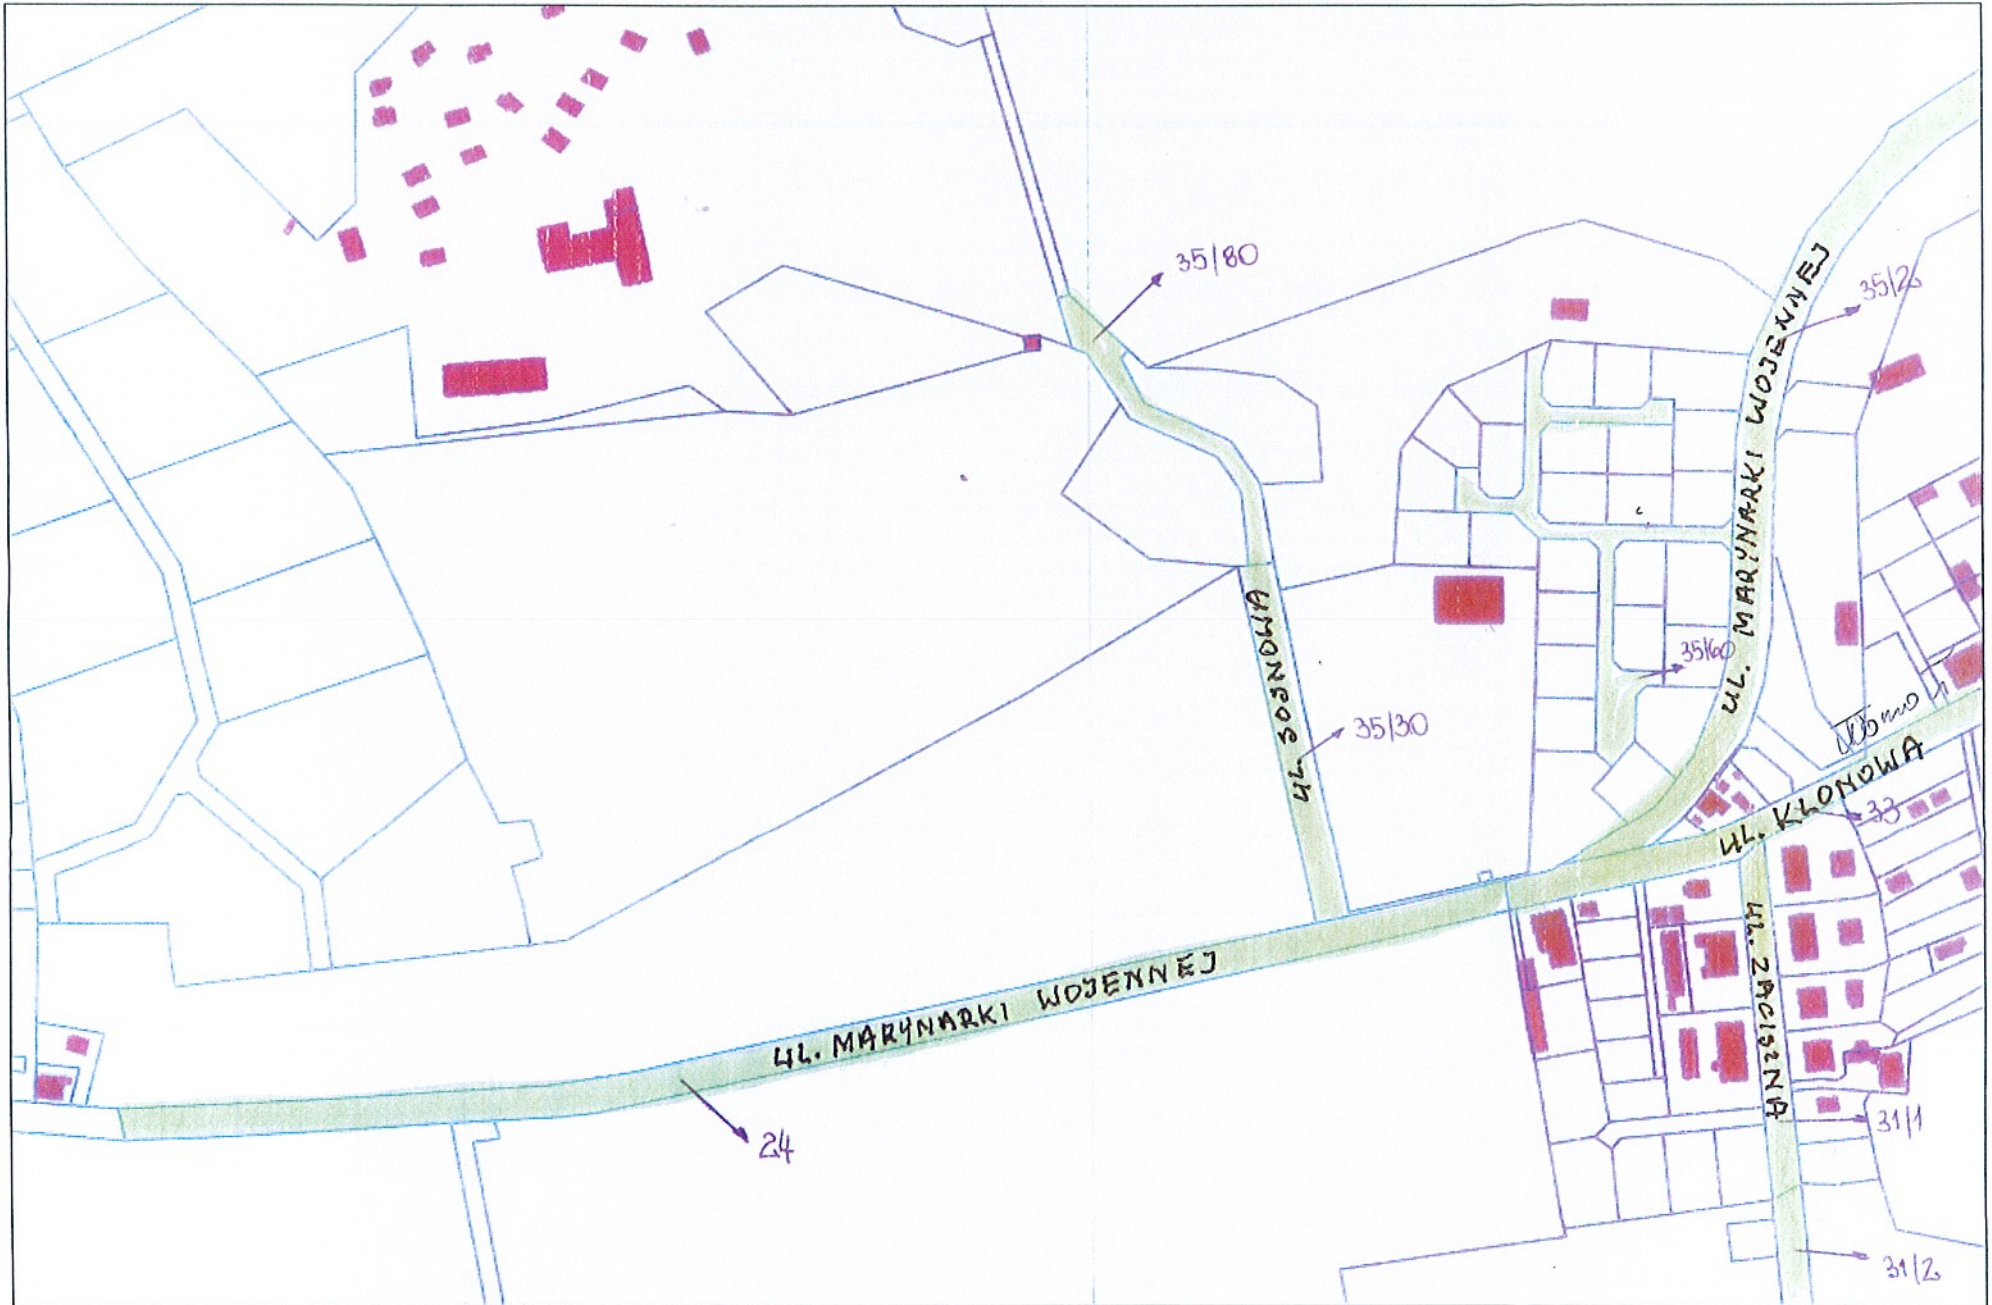 35/80
35/2
UL. MARYNARKI WOJENNEJ
35/60
UL. SOSNOWA
35/30
UL. KLONOWA
33
UL. MARYNARKI WOJENNEJ
24
UL. ZACISZNA
31/1
31/2